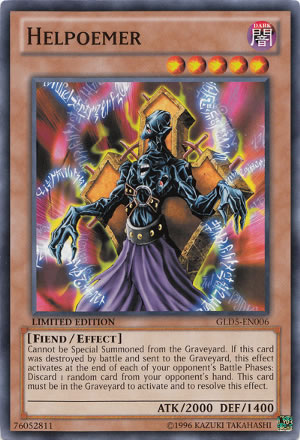 HELPOEMER
DARK
闇
LIMITED EDITION
GLD5-EN006
[FIEND / EFFECT]
Cannot be Special Summoned from the Graveyard. If this card
was destroyed by battle and sent to the Graveyard, this effect
activates at the end of each of your opponent's Battle Phases:
Discard 1 random card from your opponent's hand. This card
must be in the Graveyard to activate and to resolve this effect.
ATK/2000 DEF/1400
76052811
©1996 KAZUKI TAKAHASHI